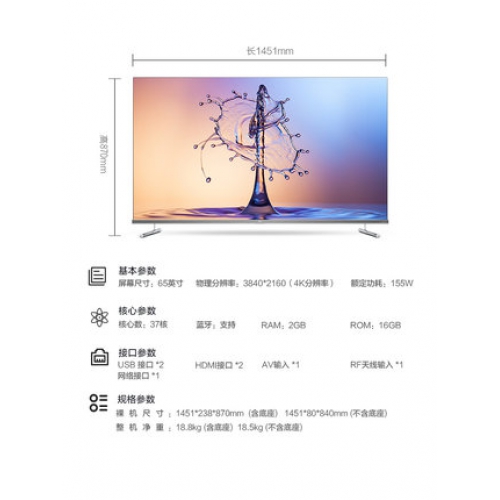 长1451mm
高870mm
基本参数
屏幕尺寸：65英寸 物理分辨率：3840*2160（4K分辨率） 额定功耗：155W
核心参数
核心数：37核 蓝牙：支持 RAM：2GB ROM：16GB
接口参数
USB 接口 *2 HDMI接口 *2 AV输入 *1 RF天线输入 *1
网络接口 *1
规格参数
裸 机 尺 寸：1451*238*870mm (含底座) 1451*80*840mm (不含底座)
整 机 净 重：18.8kg (含底座) 18.5kg (不含底座)